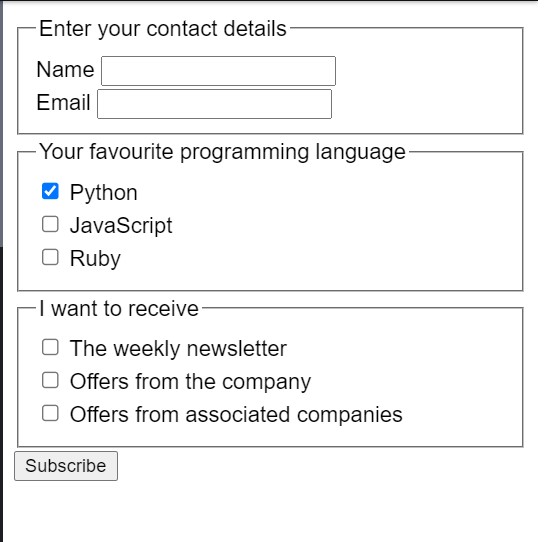 Enter your contact details
Name
Email
Your favourite programming language
Python
JavaScript
Ruby
I want to receive
The weekly newsletter
Offers from the company
Offers from associated companies
Subscribe